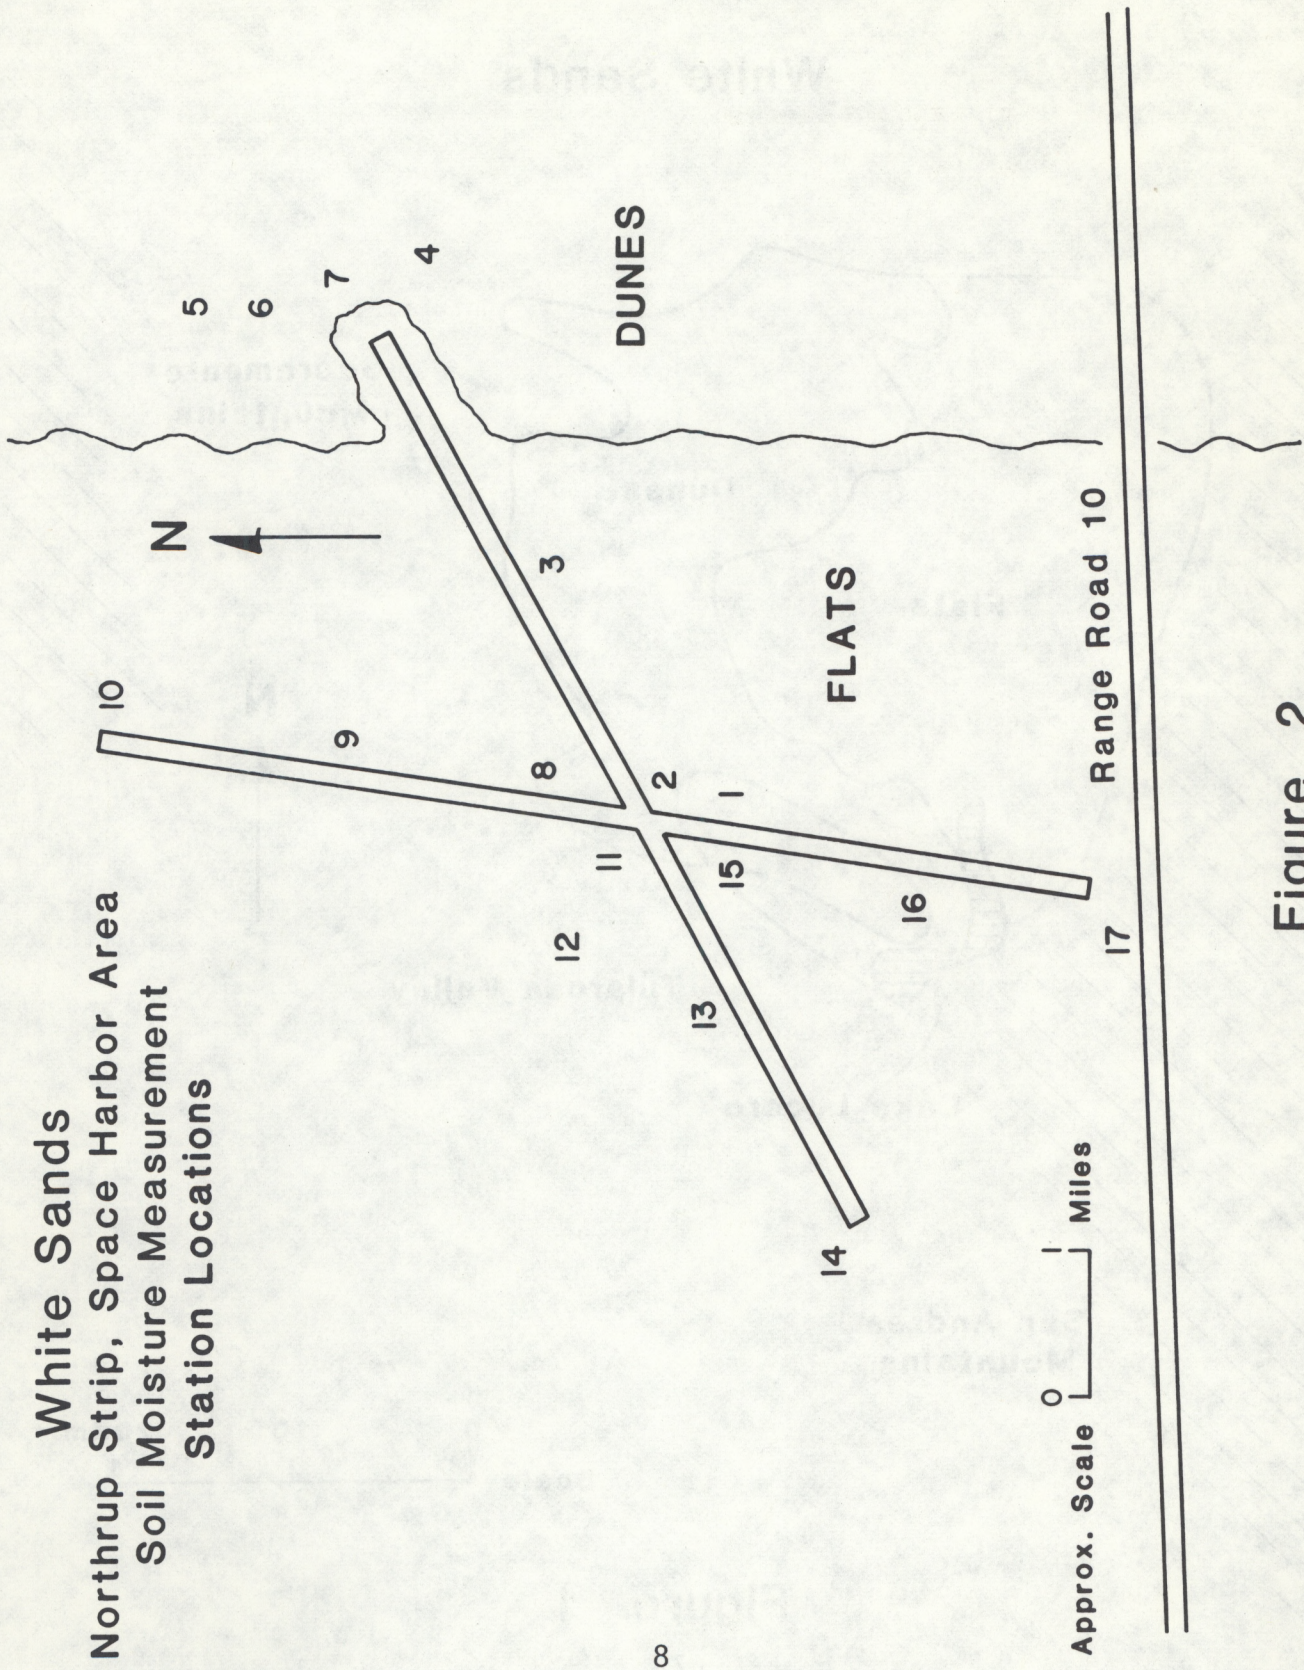 White Sands
Northrup Strip, Space Harbor Area
Soil Moisture Measurement
Station Locations
10
N
5
6
7
4
9
8
3
DUNES
12
11
2
1
13
15
FLATS
14
16
17
Range Road 10
Approx. Scale
0
1
Miles
Figure 2
8